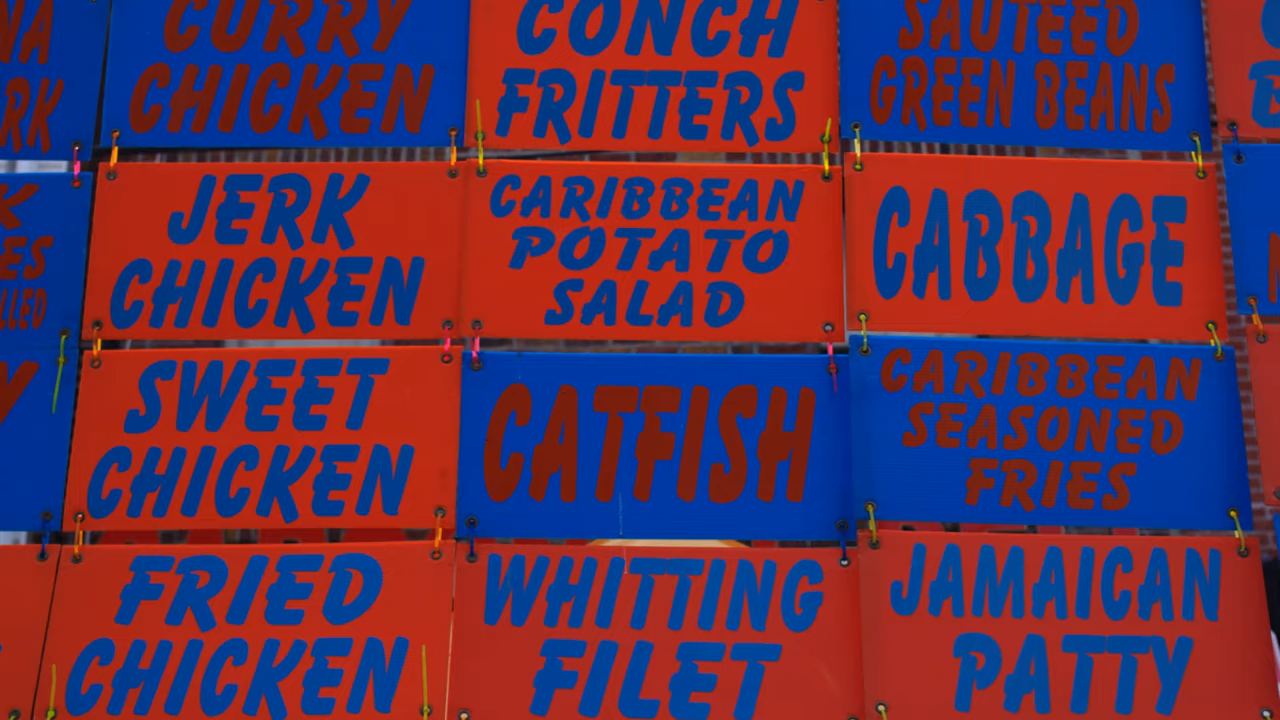 CURRY
CHICKEN
CONCH
FRITTERS
SAUTEED
GREEN BEANS
JERK
CHICKEN
CARIBBEAN
POTATO
SALAD
CABBAGE
SWEET
CHICKEN
CATFISH
CARIBBEAN
SEASONED
FRIES
FRIED
CHICKEN
WHITTING
FILET
JAMAICAN
PATTY